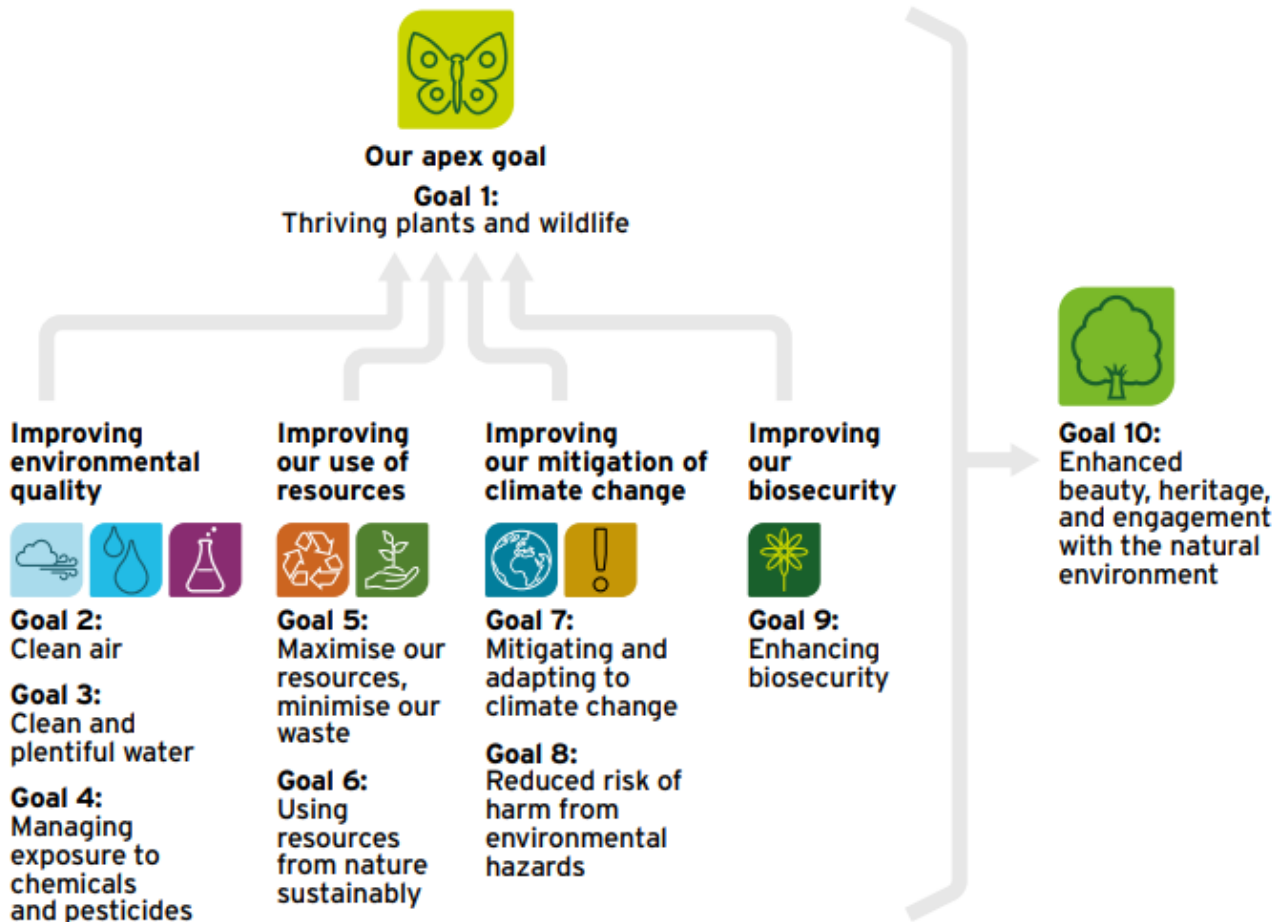 Our apex goal
Goal 1:
Thriving plants and wildlife
Improving
environmental
quality
Goal 2:
Clean air
Goal 3:
Clean and
plentiful water
Goal 4:
Managing
exposure to
chemicals
and pesticides
Improving
our use of
resources
Goal 5:
Maximise our
resources,
minimise our
waste
Goal 6:
Using
resources
from nature
sustainably
Improving
our mitigation of
climate change
Goal 7:
Mitigating and
adapting to
climate change
Goal 8:
Reduced risk of
harm from
environmental
hazards
Improving
our
biosecurity
Goal 9:
Enhancing
biosecurity
Goal 10:
Enhanced
beauty, heritage,
and engagement
with the natural
environment